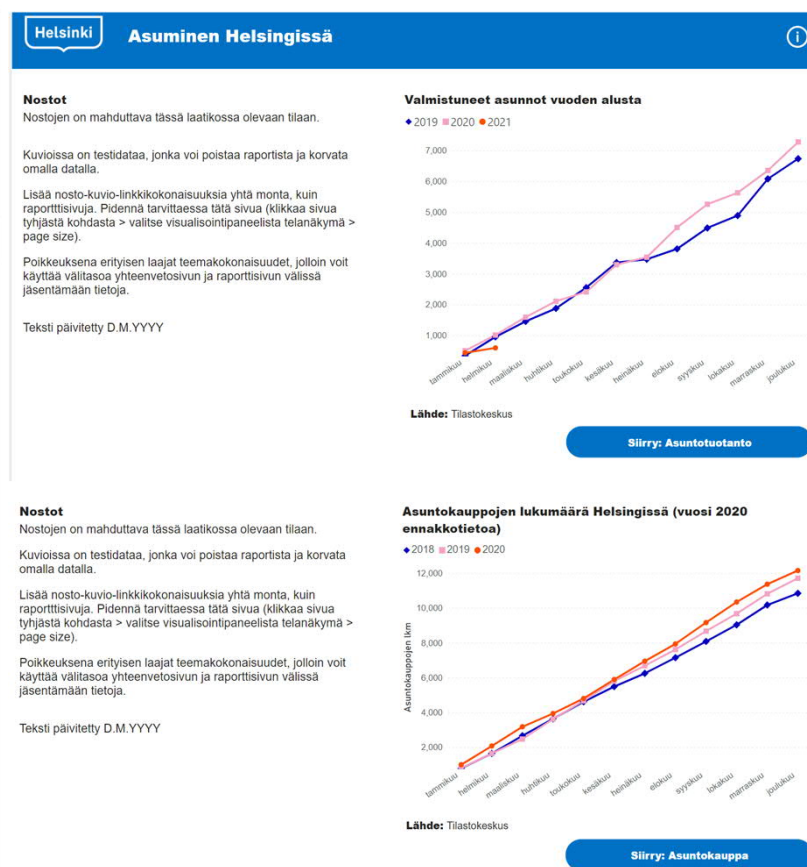 Helsinki
Asuminen Helsingissä
Nostot
Nostojen on mahduttava tässä laatikossa olevaan tilaan.
Kuvioissa on testidataa, jonka voi poistaa raportista ja korvata
omalla datalla.
Lisää nosto-kuvio-linkkikokonaisuuksia yhtä monta, kuin
raporttisivuja. Pidennä tarvittaessa tätä sivua (klikkaa sivua
tyhjästä kohdasta > valitse visualisointipaneelista telanäkymä >
page size).
Poikkeuksena erityisen laajat teemakokonaisuudet, jolloin voit
käyttää välitasoa yhteenvetosivun ja raporttisivun välissä
jäsentämään tietoja.
Teksti päivitetty D.M.YYYY
Valmistuneet asunnot vuoden alusta
2019 2020 2021
7,000
6,000
5,000
4,000
3,000
2,000
1,000
tammikuu helmikuu maaliskuu huhtikuu toukokuu kesäkuu heinäkuu elokuu syyskuu lokakuu marraskuu joulukuu
Lähde: Tilastokeskus
Siirry: Asuntotuotanto
Nostot
Nostojen on mahduttava tässä laatikossa olevaan tilaan.
Kuvioissa on testidataa, jonka voi poistaa raportista ja korvata
omalla datalla.
Lisää nosto-kuvio-linkkikokonaisuuksia yhtä monta, kuin
raporttisivuja. Pidennä tarvittaessa tätä sivua (klikkaa sivua
tyhjästä kohdasta > valitse visualisointipaneelista telanäkymä >
page size).
Poikkeuksena erityisen laajat teemakokonaisuudet, jolloin voit
käyttää välitasoa yhteenvetosivun ja raporttisivun välissä
jäsentämään tietoja.
Teksti päivitetty D.M.YYYY
Asuntokauppojen lukumäärä Helsingissä (vuosi 2020
ennakkotietoa)
2018 2019 2020
Asuntokauppojen lkm
12,000
10,000
8,000
6,000
4,000
2,000
tammikuu helmikuu maaliskuu huhtikuu toukokuu kesäkuu heinäkuu elokuu syyskuu lokakuu marraskuu joulukuu
Lähde: Tilastokeskus
Siirry: Asuntokauppa